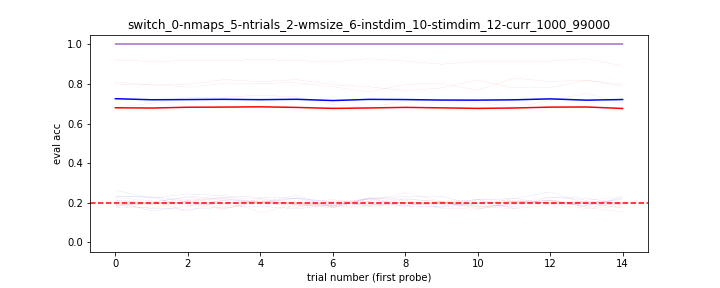 switch_0-nmaps_5-ntrials_2-wmsize_6-instdim_10-stimdim_12-curr_1000_99000
1.0
0.8
0.6
0.4
0.2
0.0
eval acc
0 2 4 6 8 10 12 14
trial number (first probe)